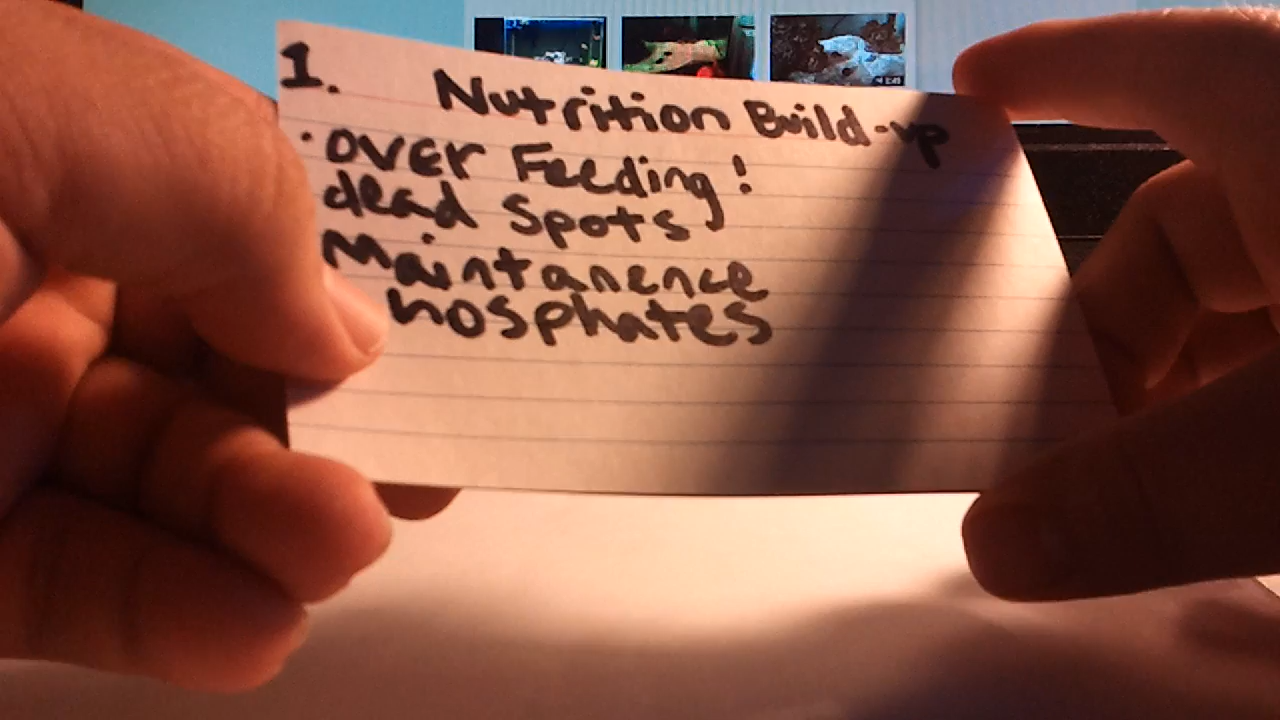 1. Nutrition Build-up
• Over Feeding!
dead Spots
Maintanence
hosphates